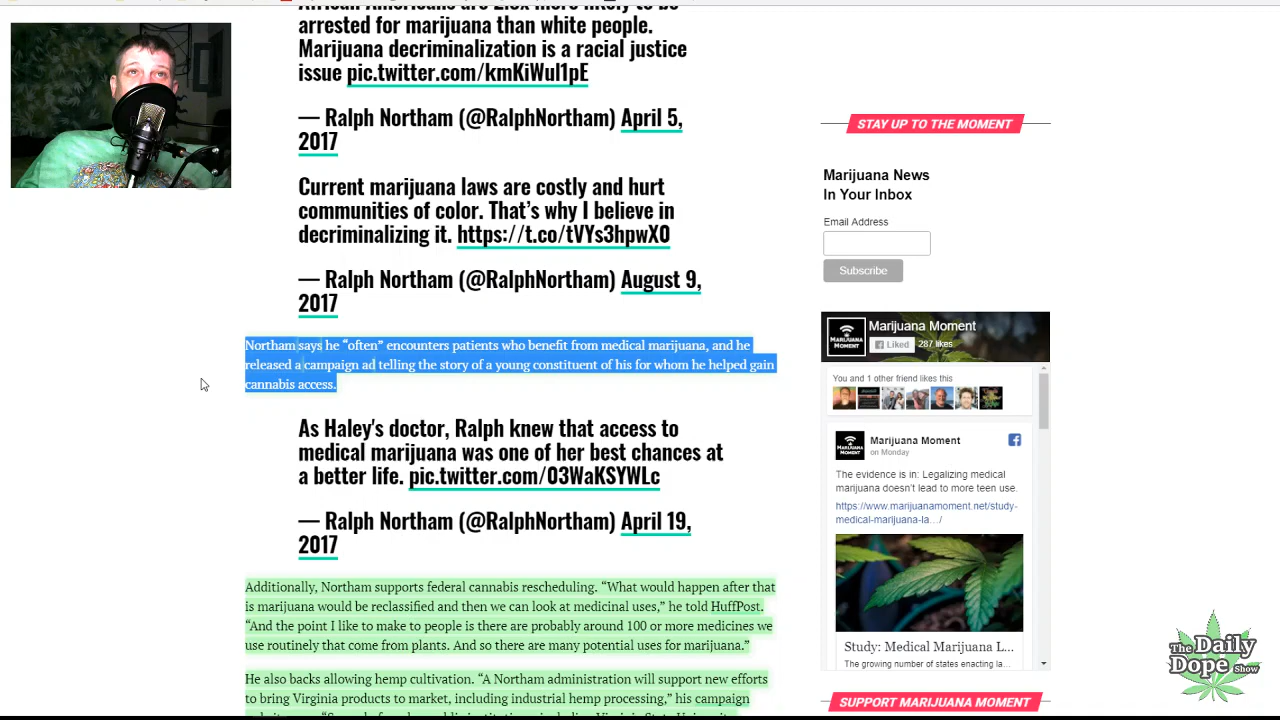 African Americans are 2.8x more likely to be
arrested for marijuana than white people.
Marijuana decriminalization is a racial justice
issue pic.twitter.com/kmKiWul1pE
— Ralph Northam (@RalphNortham) April 5,
2017
Current marijuana laws are costly and hurt
communities of color. That’s why I believe in
decriminalizing it. https://t.co/tVYs3hpwXO
— Ralph Northam (@RalphNortham) August 9,
2017
Northam says he “often” encounters patients who benefit from medical marijuana, and he
released a campaign ad telling the story of a young constituent of his for whom he helped gain
cannabis access.
As Haley's doctor, Ralph knew that access to
medical marijuana was one of her best chances at
a better life. pic.twitter.com/O3WaKSYWLc
— Ralph Northam (@RalphNortham) April 19,
2017
Additionally, Northam supports federal cannabis rescheduling. “What would happen after that
is marijuana would be reclassified and then we can look at medicinal uses,” he told HuffPost.
“And the point I like to make to people is there are probably around 100 or more medicines we
use routinely that come from plants. And so there are many potential uses for marijuana.”
He also backs allowing hemp cultivation. “A Northam administration will support new efforts
to bring Virginia products to market, including industrial hemp processing,” his campaign
STAY UP TO THE MOMENT
Marijuana News
In Your Inbox
Email Address
Subscribe
MARIJUANA MOMENT
Marijuana Moment
Liked 287 likes
You and 1 other friend likes this
Marijuana Moment
on Monday
The evidence is in: Legalizing medical
marijuana doesn’t lead to more teen use.
https://www.marijuanamoment.net/study-
medical-marijuana-la…/
Study: Medical Marijuana L...
The growing number of states enacting la...
SUPPORT MARIJUANA MOMENT
The Daily
Dope Show